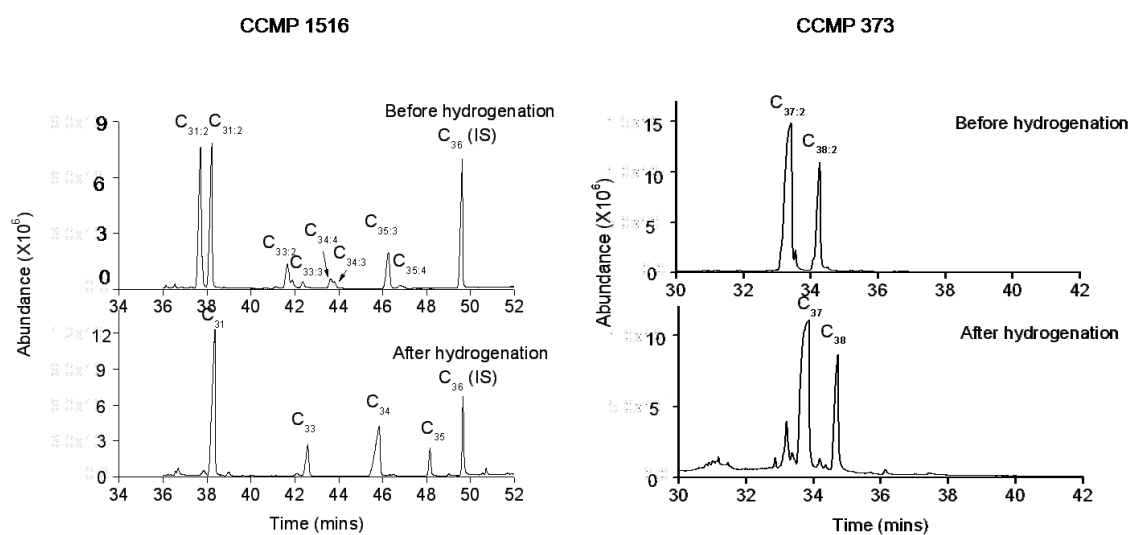 CCMP 1516
CCMP 373
Before hydrogenation
C31:2 C31:2
C36 (IS)
C33:2
C33:3
C34:4
C34:3
C35:3
C35:4
9
6
3
0
34 36 38 40 42 44 46 48 50 52
Abundance (X10^6)
After hydrogenation
C31
C33
C34
C35
C36 (IS)
12
9
6
3
0
34 36 38 40 42 44 46 48 50 52
Time (mins)
Before hydrogenation
C37:2
C38:2
15
10
5
0
30 32 34 36 38 40 42
Abundance (X10^6)
After hydrogenation
C37
C38
10
5
0
30 32 34 36 38 40 42
Time (mins)